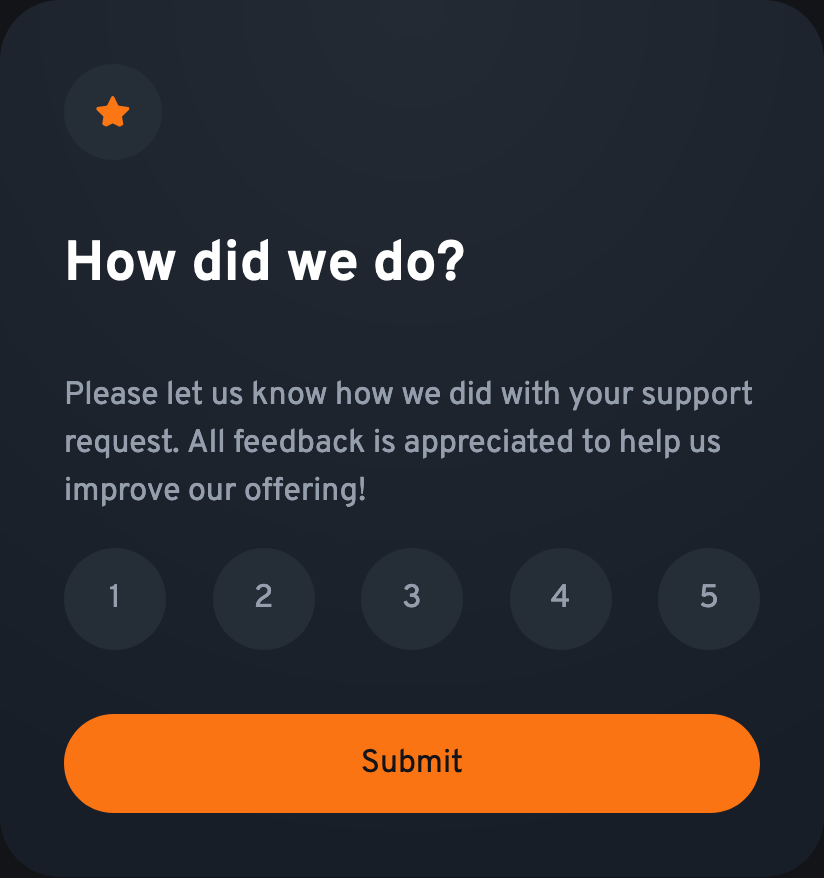 How did we do?
Please let us know how we did with your support
request. All feedback is appreciated to help us
improve our offering!
1 2 3 4 5
Submit